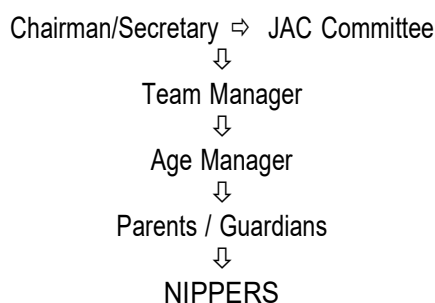 Chairman/Secretary ⇨ JAC Committee
⇩
Team Manager
⇩
Age Manager
⇩
Parents / Guardians
⇩
NIPPERS